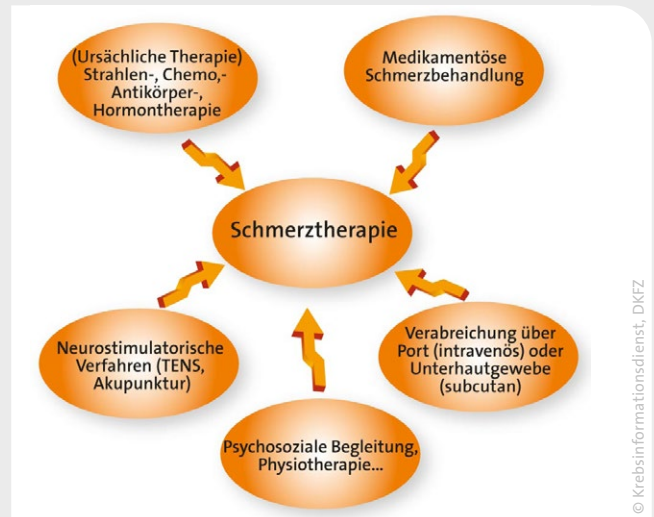 (Ursächliche Therapie)
Strahlen-, Chemo,-
Antikörper-,
Hormontherapie
Medikamentöse
Schmerzbehandlung
Schmerztherapie
Neurostimulatorische
Verfahren (TENS,
Akupunktur)
Verabreichung über
Port (intravenös) oder
Unterhautgewebe
(subcutan)
Psychosoziale Begleitung,
Physiotherapie...
© Krebsinformationsdienst, DKFZ